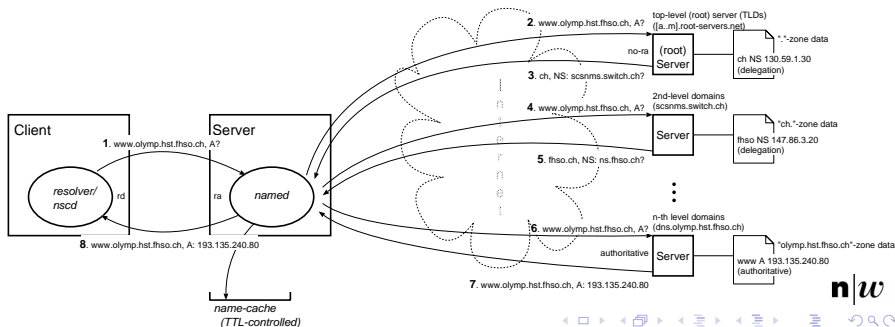 Client
1. www.olymp.hst.fhso.ch, A?
resolver/
nscd
rd
8. www.olymp.hst.fhso.ch, A: 193.135.240.80
Server
ra
named
name-cache
(TTL-controlled)
Internet
2. www.olymp.hst.fhso.ch, A?
no-ra
3. ch, NS: scsnms.switch.ch?
top-level (root) server (TLDs)
([a..m].root-servers.net)
(root)
Server
"."-zone data
ch NS 130.59.1.30
(delegation)
4. www.olymp.hst.fhso.ch, A?
5. fhso.ch, NS: ns.fhso.ch?
2nd-level domains
(scsnms.switch.ch)
Server
"ch."-zone data
fhso NS 147.86.3.20
(delegation)
6. www.olymp.hst.fhso.ch, A?
authoritative
7. www.olymp.hst.fhso.ch, A: 193.135.240.80
n-th level domains
(dns.olymp.hst.fhso.ch)
Server
"olymp.hst.fhso.ch"-zone data
www A 193.135.240.80
(authoritative)
n|w